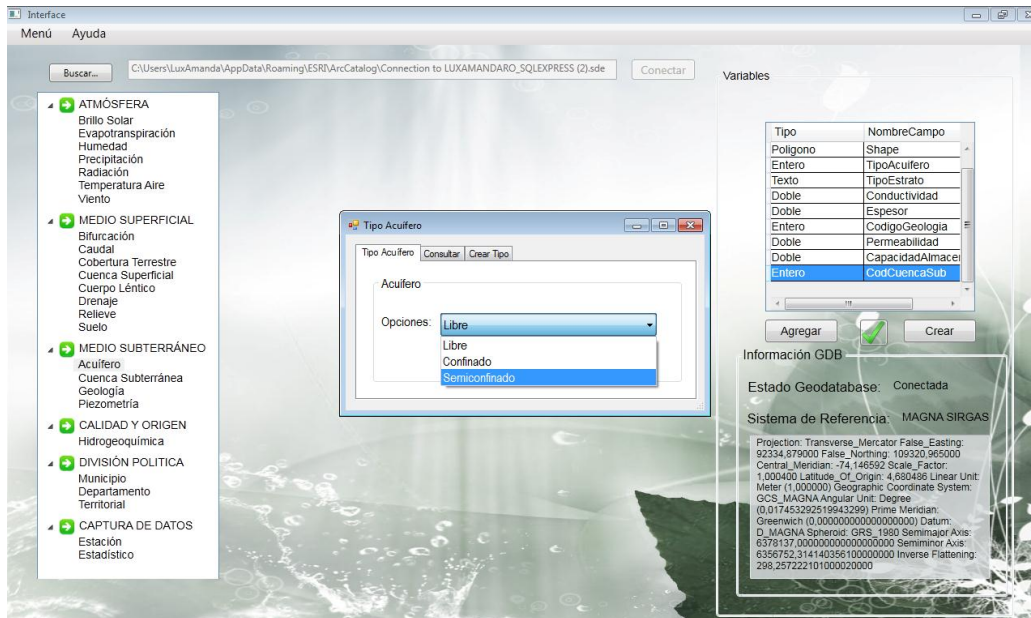 Interface
Menú Ayuda
Buscar... C:\Users\LuxAmanda\AppData\Roaming\ESRI\ArcCatalog\Connection to LUXAMANDARO_SQLEXPRESS (2).sde Conectar
ATMÓSFERA
Brillo Solar
Evapotranspiración
Humedad
Precipitación
Radiación
Temperatura Aire
Viento
MEDIO SUPERFICIAL
Bifurcación
Caudal
Cobertura Terrestre
Cuenca Superficial
Cuerpo Léntico
Drenaje
Relieve
Suelo
MEDIO SUBTERRÁNEO
Acuífero
Cuenca Subterránea
Geología
Piezometría
CALIDAD Y ORIGEN
Hidrogeoquímica
DIVISIÓN POLITICA
Municipio
Departamento
Territorial
CAPTURA DE DATOS
Estación
Estadístico
Tipo Acuífero
Tipo Acuífero Consultar Crear Tipo
Acuífero
Opciones: Libre
Libre
Confinado
Semiconfinado
Variables
Tipo NombreCampo
Poligono Shape
Entero TipoAcuifero
Texto TipoEstrato
Doble Conductividad
Doble Espesor
Entero CodigoGeologia
Doble Permeabilidad
Doble CapacidadAlmacei
Entero CodCuencaSub
Agregar Crear
Información GDB
Estado Geodatabase: Conectada
Sistema de Referencia: MAGNA SIRGAS
Projection: Transverse_Mercator False_Easting:
92334,879000 False_Northing: 109320,965000
Central_Meridian: -74,146592 Scale_Factor:
1,000400 Latitude_Of_Origin: 4,680486 Linear Unit:
Meter (1,000000) Geographic Coordinate System:
GCS_MAGNA Angular Unit: Degree
(0,017453292519943299) Prime Meridian:
Greenwich (0,000000000000000000) Datum:
D_MAGNA Spheroid: GRS_1980 Semimajor Axis:
6378137,000000000000000000 Semiminor Axis:
6356752,314140356100000000 Inverse Flattening:
298,257222101000020000